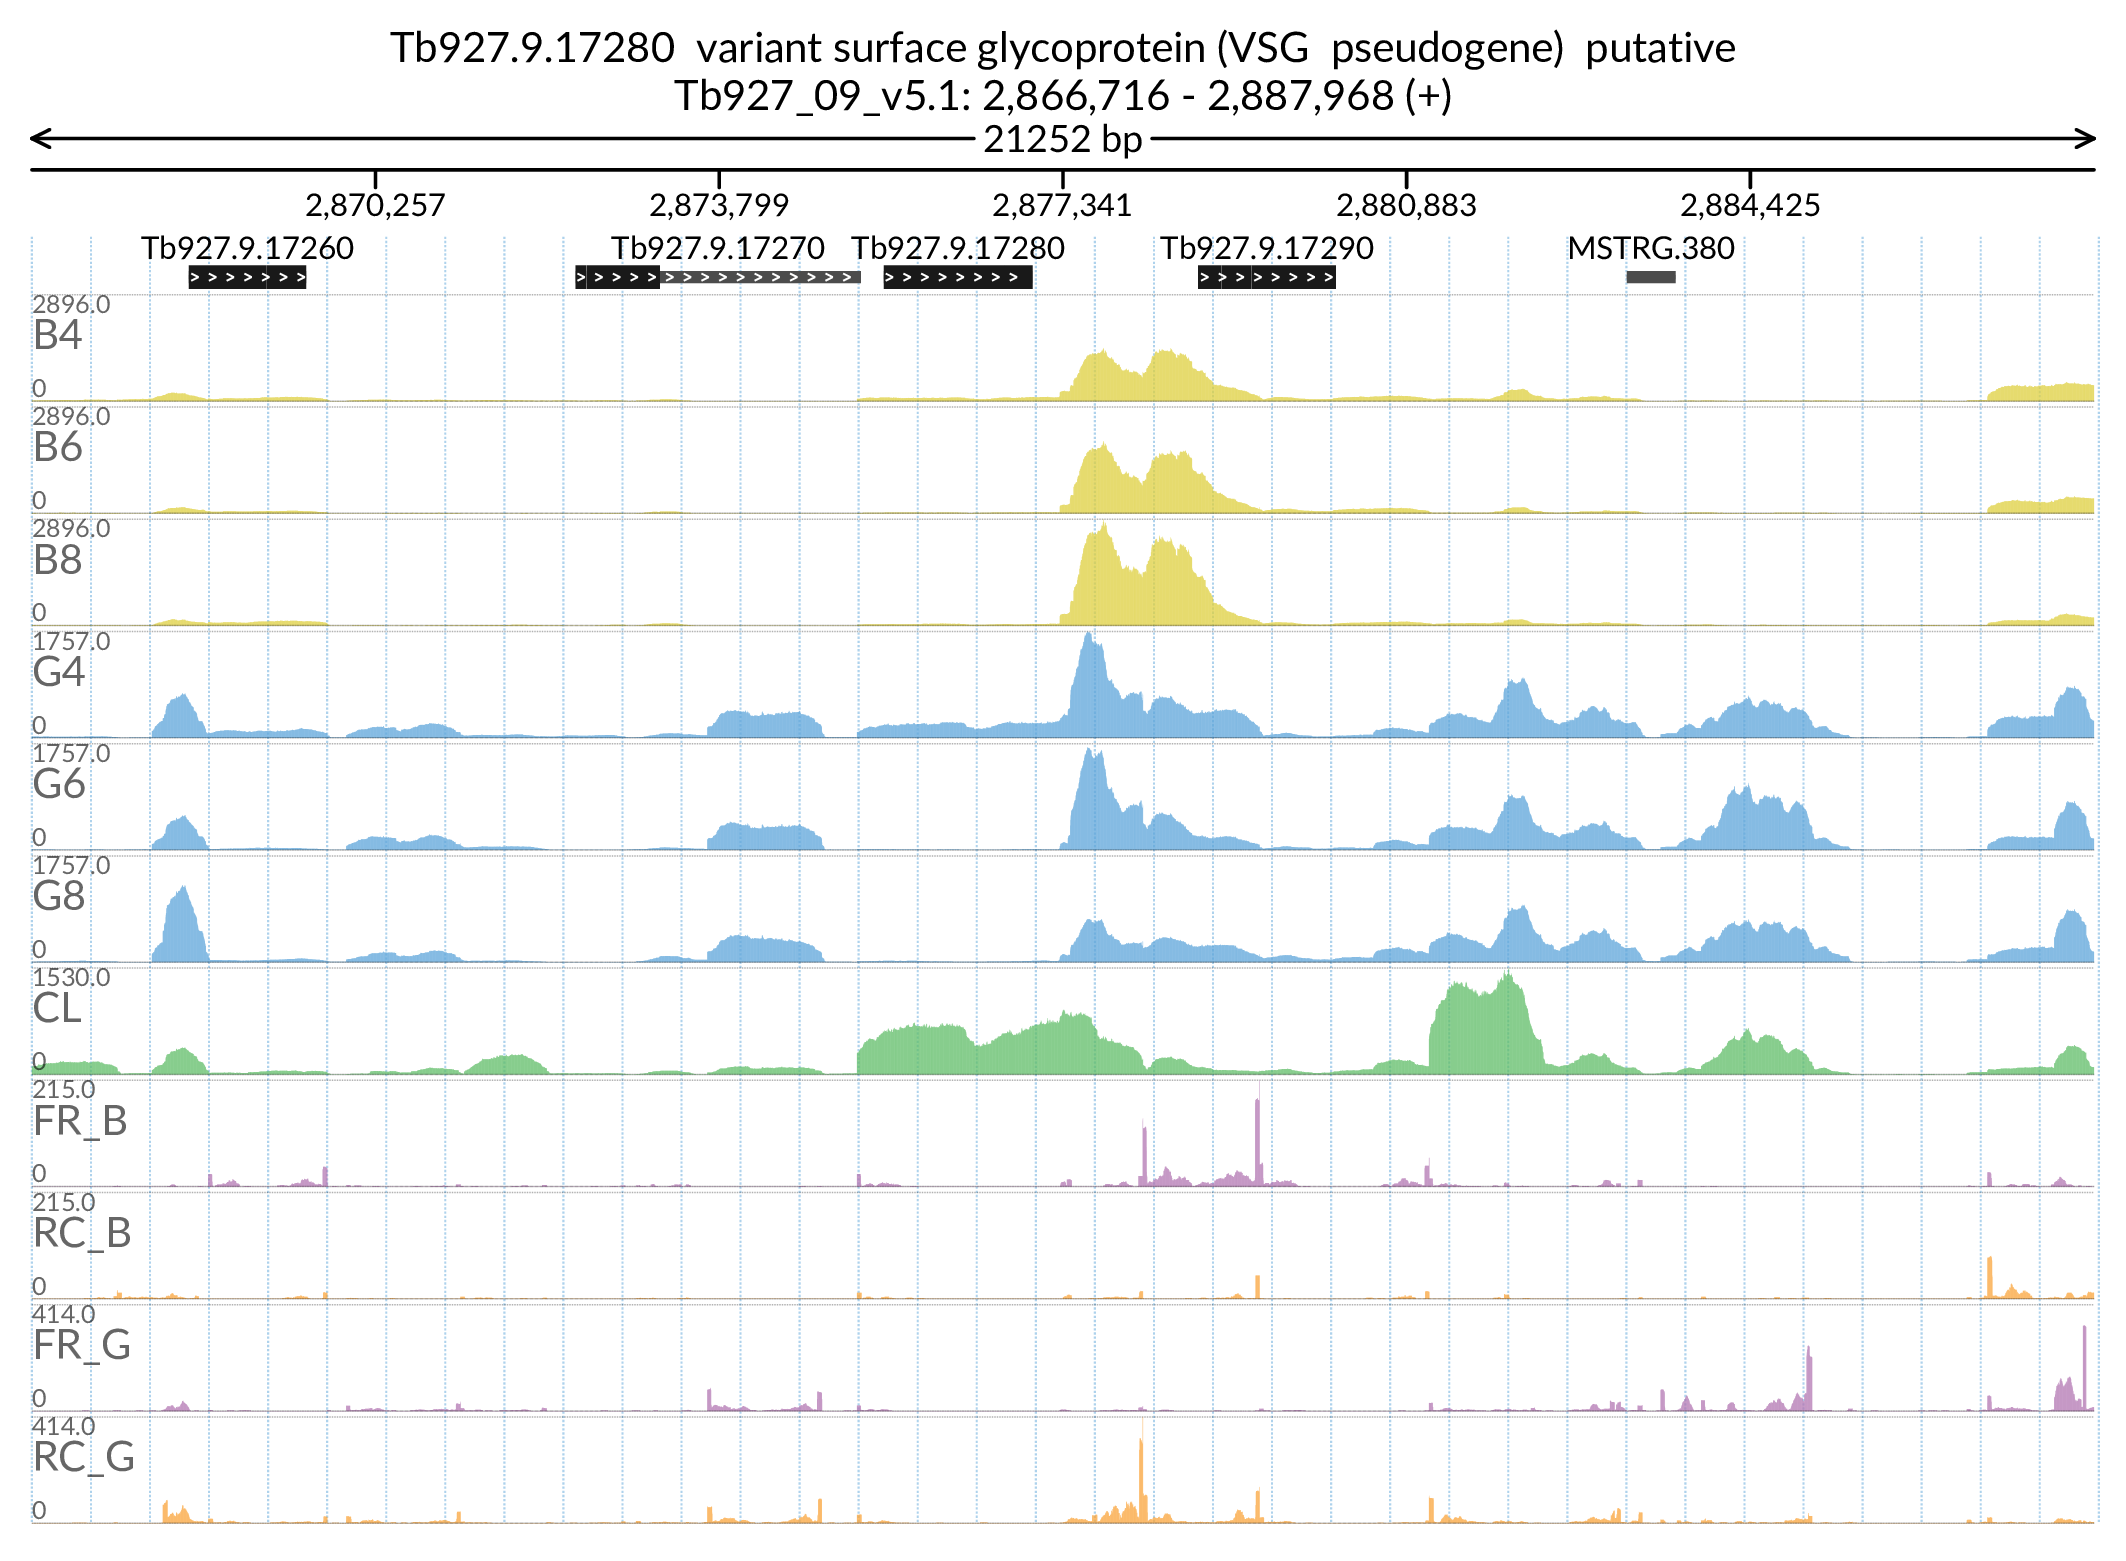 Tb927.9.17280 variant surface glycoprotein (VSG pseudogene) putative
Tb927_09_v5.1: 2,866,716 - 2,887,968 (+)
21252 bp
2,870,257 2,873,799 2,877,341 2,880,883 2,884,425
Tb927.9.17260 Tb927.9.17270 Tb927.9.17280 Tb927.9.17290 MSTRG.380
2896.0
B4
0
2896.0
B6
0
2896.0
B8
0
1757.0
G4
0
1757.0
G6
0
1757.0
G8
0
1530.0
CL
0
215.0
FR_B
0
215.0
RC_B
0
414.0
FR_G
0
414.0
RC_G
0